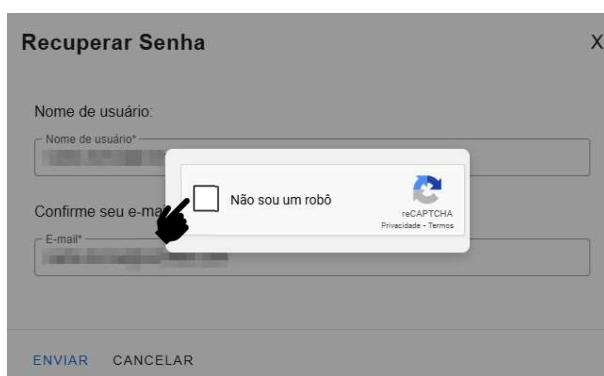 Recuperar Senha
X
Nome de usuário:
Nome de usuário*
Não sou um robô
reCAPTCHA
Privacidade - Termos
Confirme seu
E-mail*
ENVIAR CANCELAR